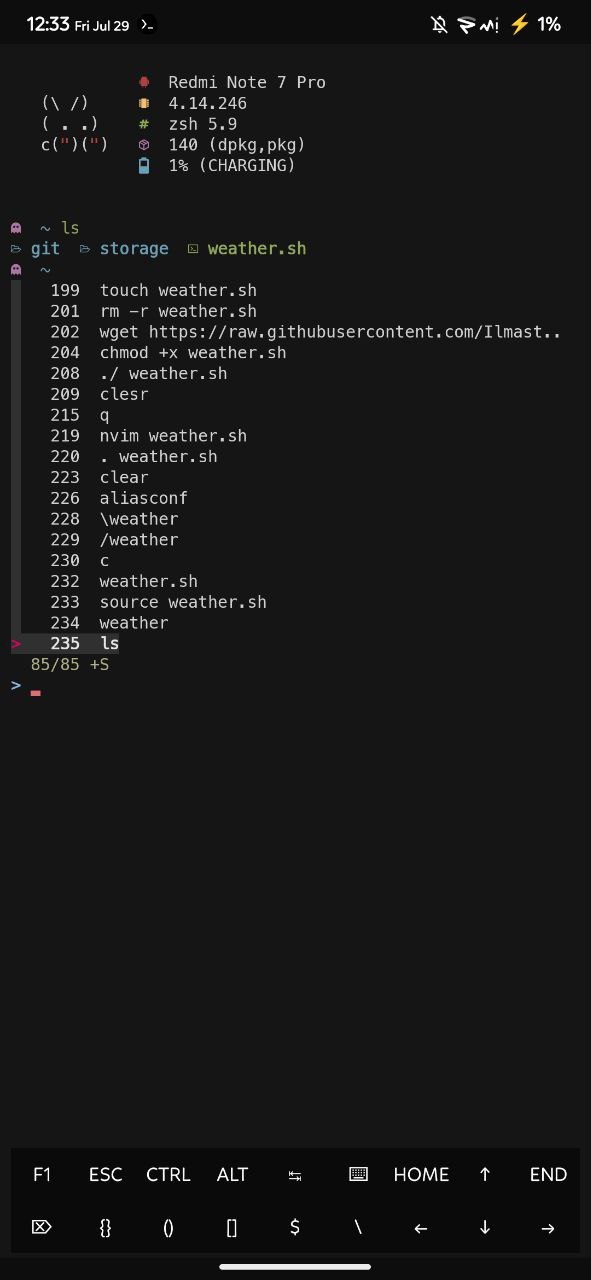 12:33 Fri Jul 29 >_ 1%
Redmi Note 7 Pro
(\ /) 4.14.246
( . .) # zsh 5.9
c(")(") 140 (dpkg,pkg)
1% (CHARGING)
~ ls
git storage weather.sh
~
199 touch weather.sh
201 rm -r weather.sh
202 wget https://raw.githubusercontent.com/Ilmast..
204 chmod +x weather.sh
208 ./ weather.sh
209 clesr
215 q
219 nvim weather.sh
220 . weather.sh
223 clear
226 aliasconf
228 \weather
229 /weather
230 c
232 weather.sh
233 source weather.sh
234 weather
> 235 ls
85/85 +S
>
F1 ESC CTRL ALT ↹ HOME ↑ END
⌦ {} () [] $ \ ← ↓ →